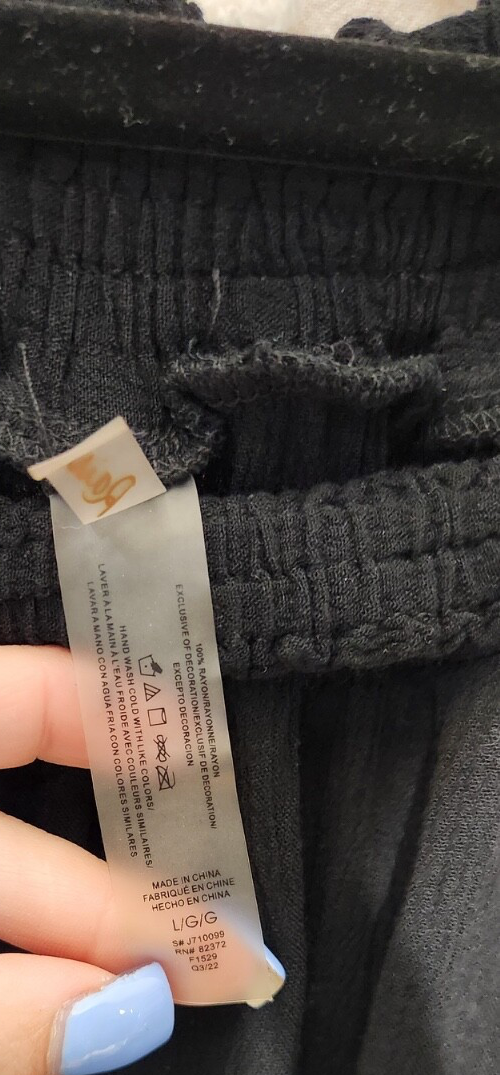 100% RAYON/RAYONNE/RAYON
EXCLUSIVE OF DECORATION/EXCLUSIF DE DECORATION/
EXCEPTO DECORACION
HAND WASH COLD WITH LIKE COLORS/
LAVER A LA MAIN A L'EAU FROIDE AVEC COULEURS SIMILAIRES/
LAVAR A MANO CON AGUA FRIA CON COLORES SIMILARES
MADE IN CHINA
FABRIQUÉ EN CHINE
HECHO EN CHINA
L/G/G
S# J710099
RN# 82372
F1529
Q3/22